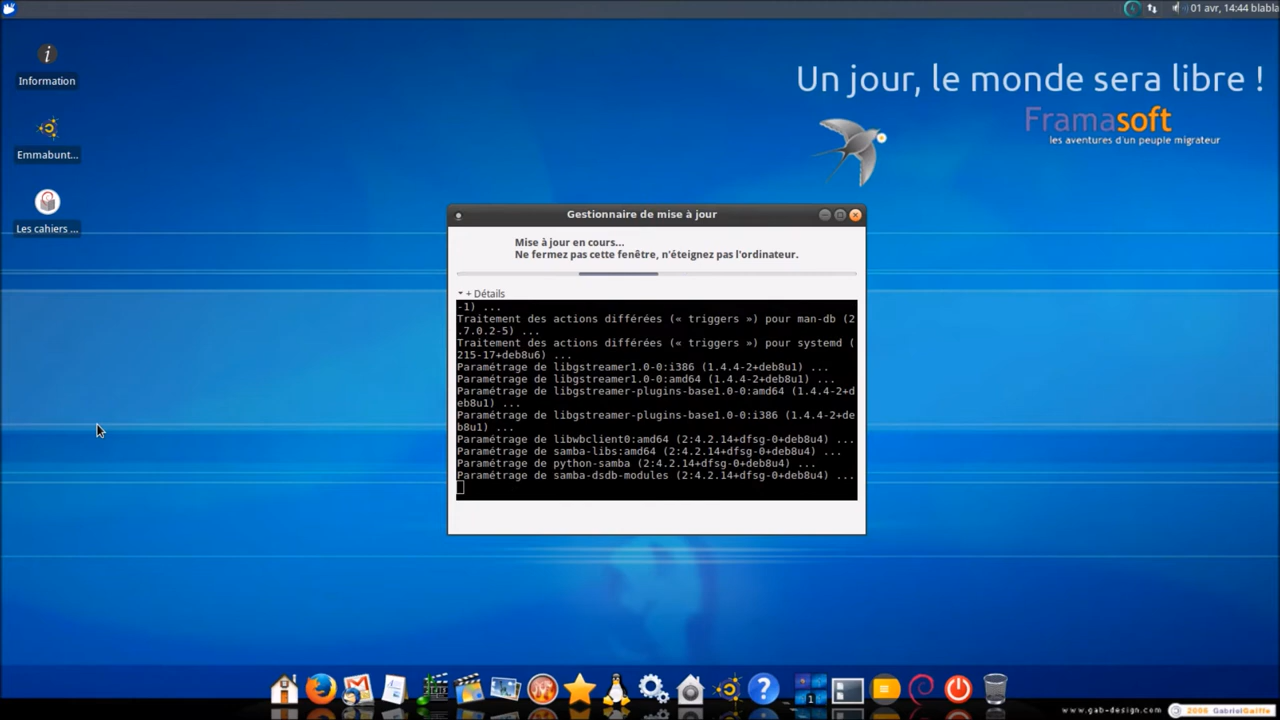 01 avr, 14:44 blabla
Information
Emmabunt...
Les cahiers ...
Un jour, le monde sera libre !
Framasoft
les aventures d'un peuple migrateur
Gestionnaire de mise à jour
Mise à jour en cours...
Ne fermez pas cette fenêtre, n'éteignez pas l'ordinateur.
+ Détails
-1) ...
Traitement des actions différées (« triggers ») pour man-db (2
.7.0.2-5) ...
Traitement des actions différées (« triggers ») pour systemd (
215-17+deb8u6) ...
Paramétrage de libgstreamer1.0-0:i386 (1.4.4-2+deb8u1) ...
Paramétrage de libgstreamer1.0-0:amd64 (1.4.4-2+deb8u1) ...
Paramétrage de libgstreamer-plugins-base1.0-0:amd64 (1.4.4-2+d
eb8u1) ...
Paramétrage de libgstreamer-plugins-base1.0-0:i386 (1.4.4-2+de
b8u1) ...
Paramétrage de libwbclient0:amd64 (2:4.2.14+dfsg-0+deb8u4) ...
Paramétrage de samba-libs:amd64 (2:4.2.14+dfsg-0+deb8u4) ...
Paramétrage de python-samba (2:4.2.14+dfsg-0+deb8u4) ...
Paramétrage de samba-dsdb-modules (2:4.2.14+dfsg-0+deb8u4) ...
1
www.gab-design.com
2006 GabrielGaiffe